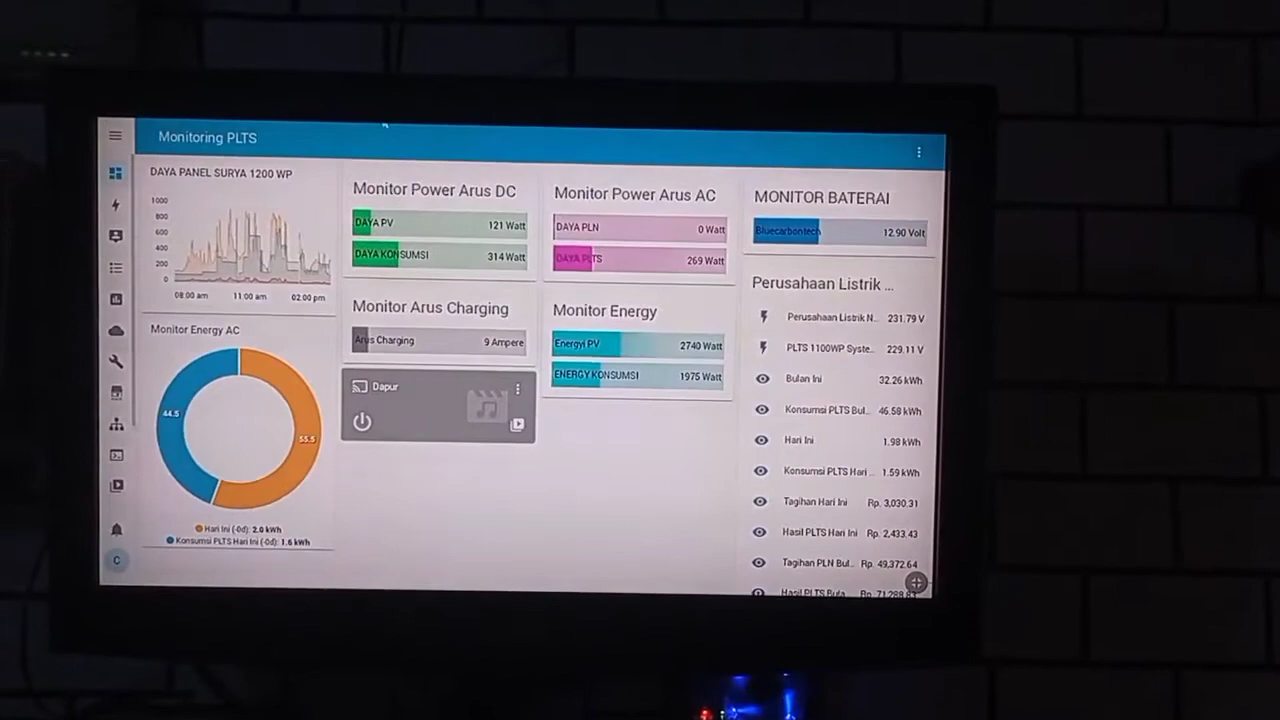 Monitoring PLTS
DAYA PANEL SURYA 1200 WP
1000
800
600
400
200
0
08:00 am 11:00 am 02:00 pm
Monitor Energy AC
44.5
55.5
Hari Ini (-0d): 2.0 kWh
Konsumsi PLTS Hari Ini (-0d): 1.6 kWh
Monitor Power Arus DC
DAYA PV 121 Watt
DAYA KONSUMSI 314 Watt
Monitor Arus Charging
Arus Charging 9 Ampere
Dapur
Monitor Power Arus AC
DAYA PLN 0 Watt
DAYA PLTS 269 Watt
Monitor Energy
Energyi PV 2740 Watt
ENERGY KONSUMSI 1975 Watt
MONITOR BATERAI
Bluecarbontech 12.90 Volt
Perusahaan Listrik ...
Perusahaan Listrik N... 231.79 V
PLTS 1100WP Syste... 229.11 V
Bulan Ini 32.26 kWh
Konsumsi PLTS Bul... 46.58 kWh
Hari Ini 1.98 kWh
Konsumsi PLTS Hari ... 1.59 kWh
Tagihan Hari Ini Rp. 3,030.31
Hasil PLTS Hari Ini Rp. 2,433.43
Tagihan PLN Bul... Rp. 49,372.64
Hasil PLTS Bula... Rp. 71,288.83
C